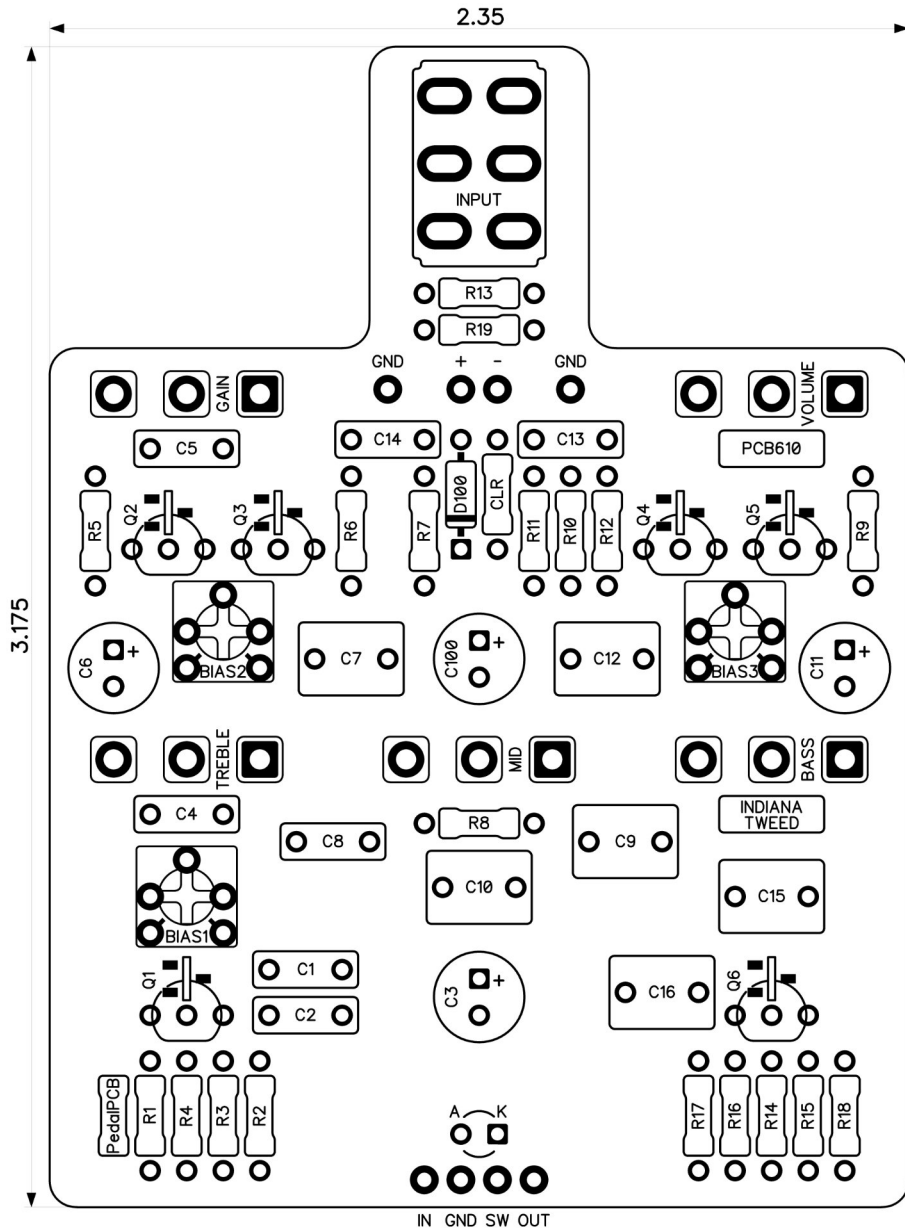 2.35
3.175
INPUT
R13
R19
GND + - GND
GAIN
VOLUME
C5
C14
C13
PCB610
R5
Q2
Q3
R6
R7
D100
CLR
R11
R10
R12
Q4
Q5
R9
C6 +
BIAS2
C7
C100 +
C12
BIAS3
C11 +
TREBLE
MID
BASS
C4
C8
R8
C9
INDIANA
TWEED
C10
C15
BIAS1
Q1
C1
C2
C3 +
C16
Q6
PedalPCB
R1
R4
R3
R2
A K
R17
R16
R14
R15
R18
IN GND SW OUT